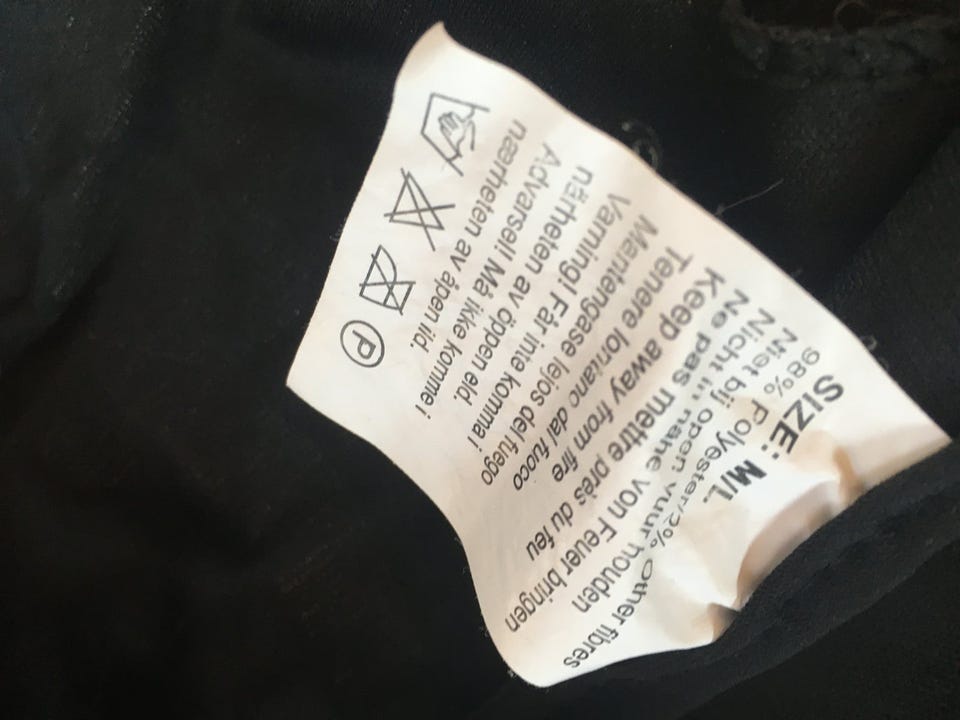 SIZE: M/L
98% Polyester/2% Other fibres
Niet bij open vuur houden
Nicht in nähe von Feuer bringen
Ne pas mettre près du feu
Keep away from fire
Tenere lontano dal fuoco
Mantengase lejos del fuego
Varning! Får inte komma i
närheten av öppen eld.
Advarsel! Må ikke komme i
nærheten av åpen ild.
P